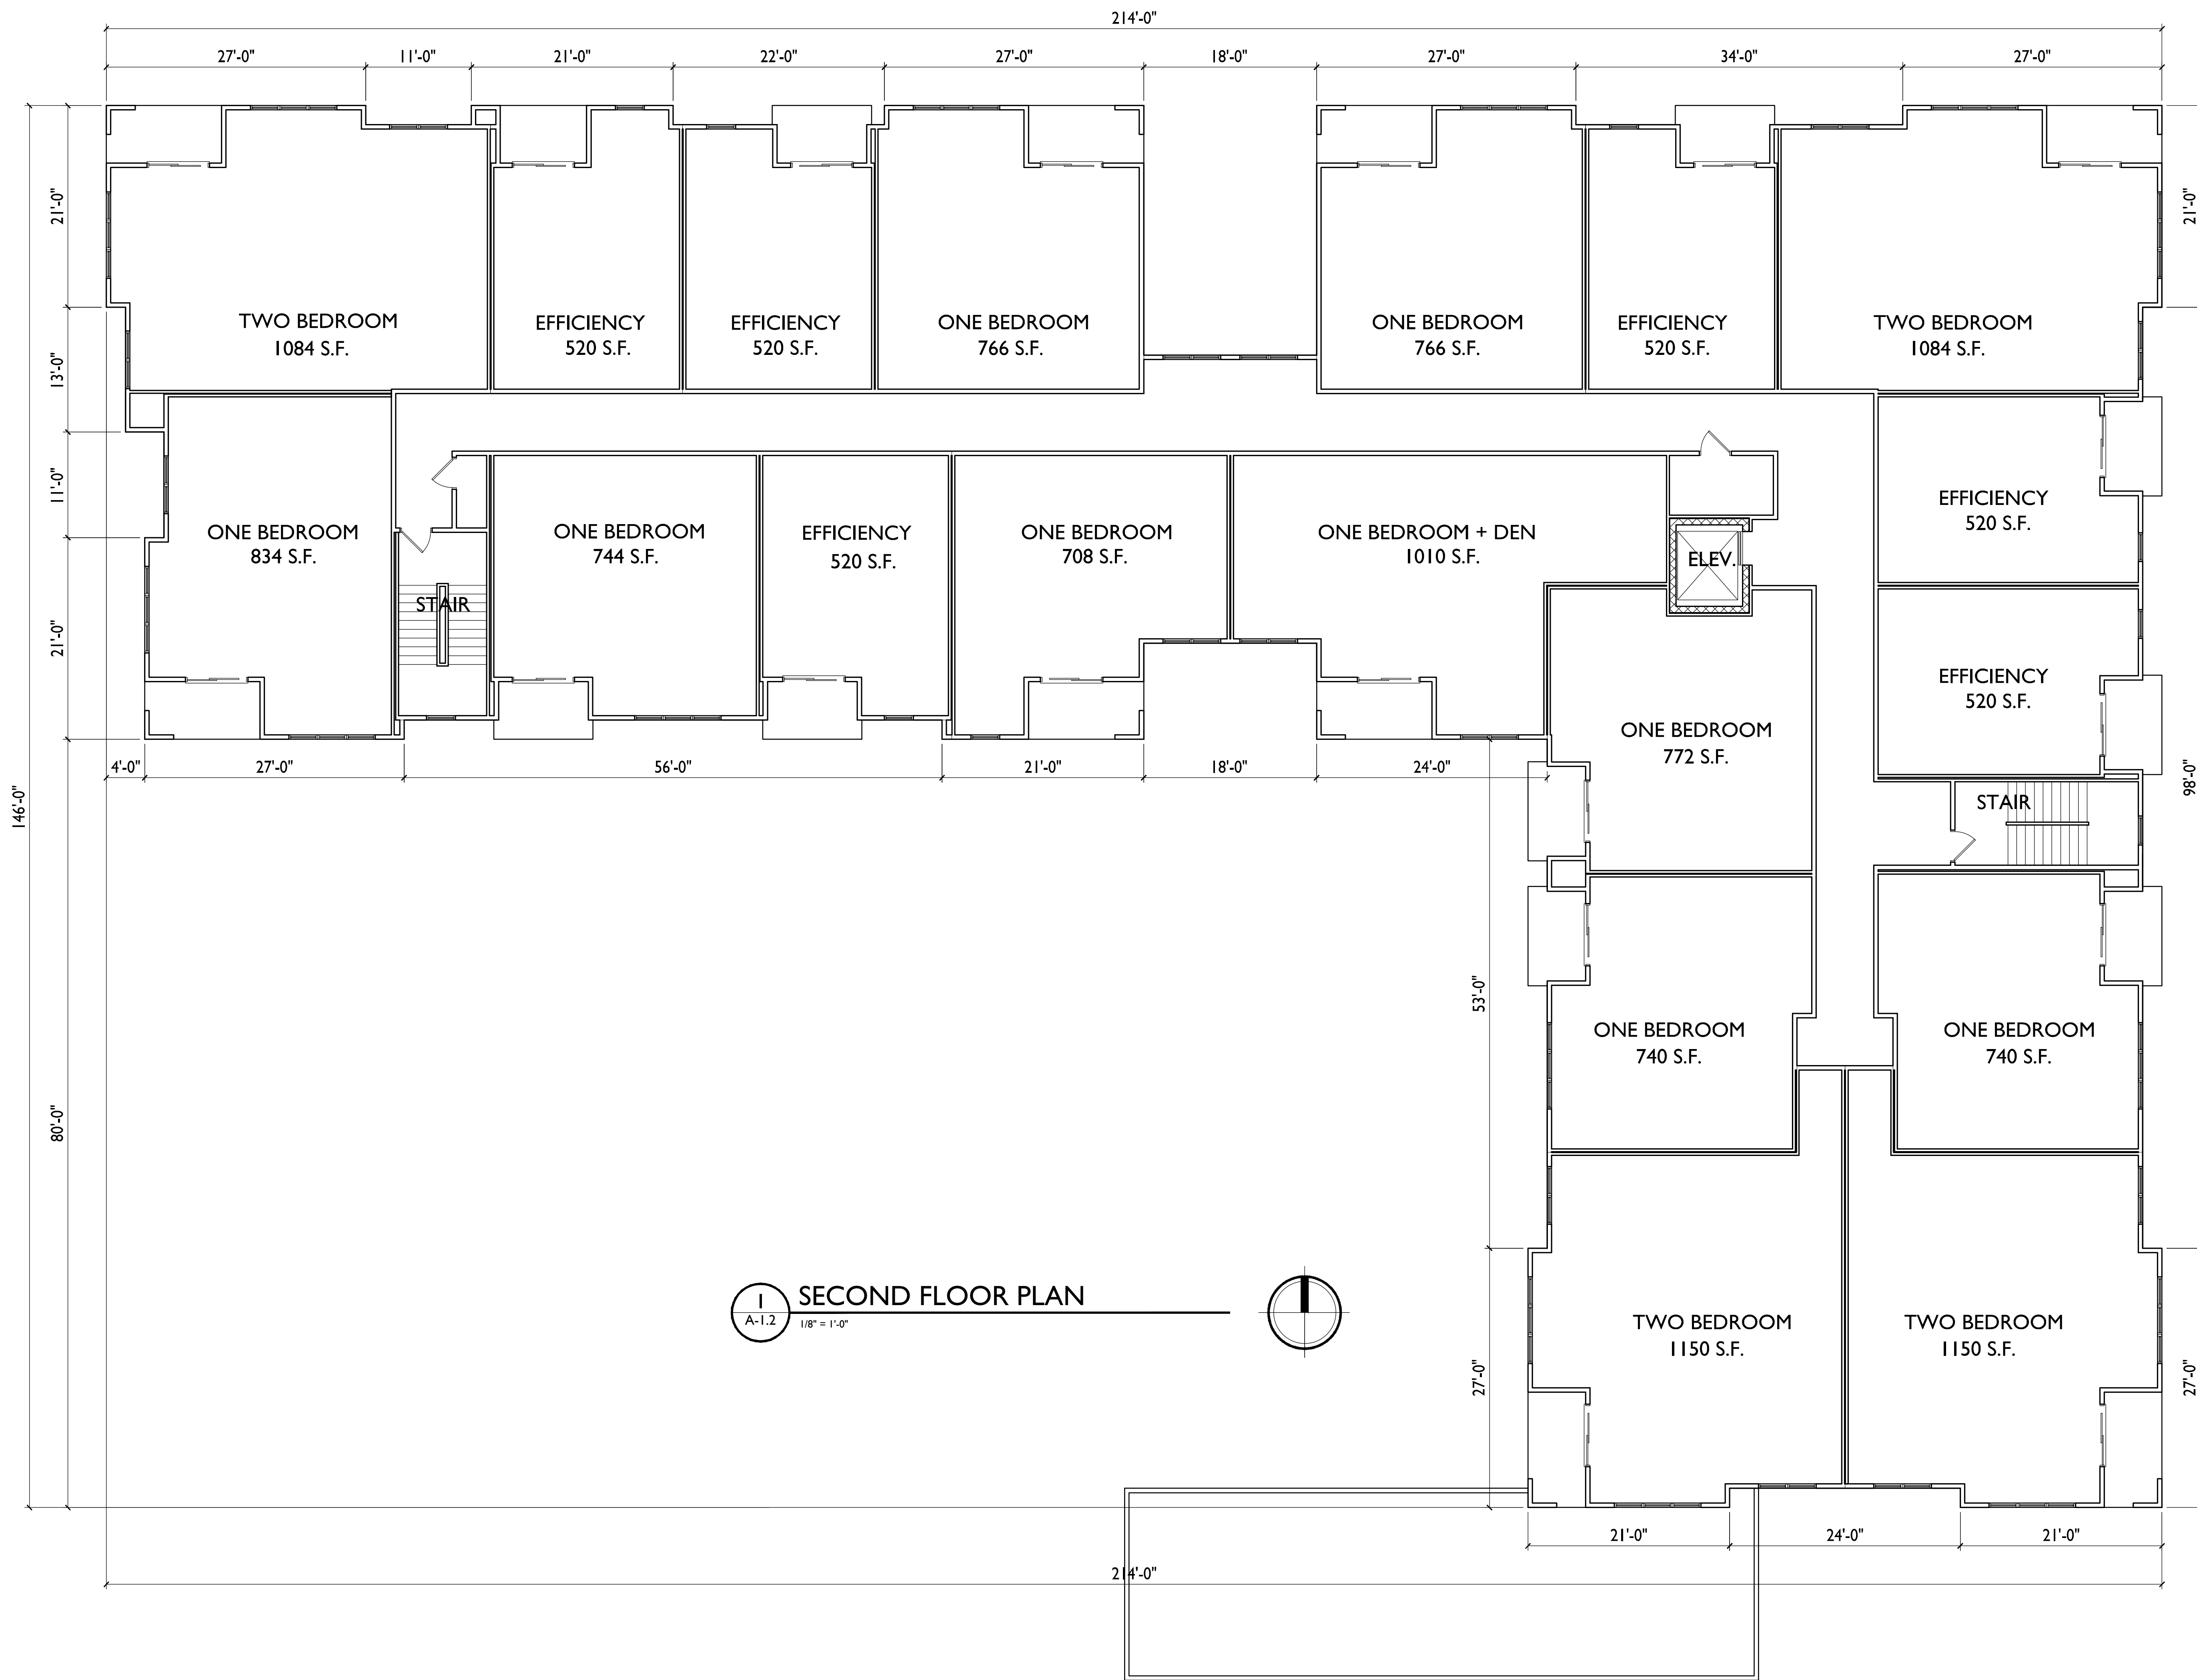 214'-0"
27'-0"
11'-0"
21'-0"
22'-0"
27'-0"
18'-0"
27'-0"
34'-0"
27'-0"
21'-0"
21'-0"
TWO BEDROOM
1084 S.F.
EFFICIENCY
520 S.F.
EFFICIENCY
520 S.F.
ONE BEDROOM
766 S.F.
ONE BEDROOM
766 S.F.
EFFICIENCY
520 S.F.
TWO BEDROOM
1084 S.F.
13'-0"
11'-0"
21'-0"
ONE BEDROOM
834 S.F.
STAIR
ONE BEDROOM
744 S.F.
EFFICIENCY
520 S.F.
ONE BEDROOM
708 S.F.
ONE BEDROOM + DEN
1010 S.F.
ELEV.
EFFICIENCY
520 S.F.
EFFICIENCY
520 S.F.
ONE BEDROOM
772 S.F.
STAIR
98'-0"
4'-0"
27'-0"
56'-0"
21'-0"
18'-0"
24'-0"
146'-0"
80'-0"
53'-0"
ONE BEDROOM
740 S.F.
ONE BEDROOM
740 S.F.
1
A-1.2
SECOND FLOOR PLAN
1/8" = 1'-0"
27'-0"
TWO BEDROOM
1150 S.F.
TWO BEDROOM
1150 S.F.
27'-0"
21'-0"
24'-0"
21'-0"
214'-0"